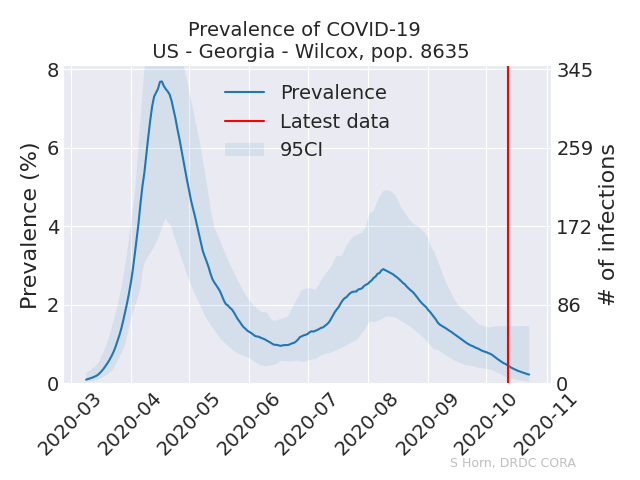 Prevalence of COVID-19
US - Georgia - Wilcox, pop. 8635
Prevalence (%)
8
6
4
2
0
Prevalence
Latest data
95CI
345
259
172
86
0
# of infections
2020-03
2020-04
2020-05
2020-06
2020-07
2020-08
2020-09
2020-10
2020-11
S Horn, DRDC CORA